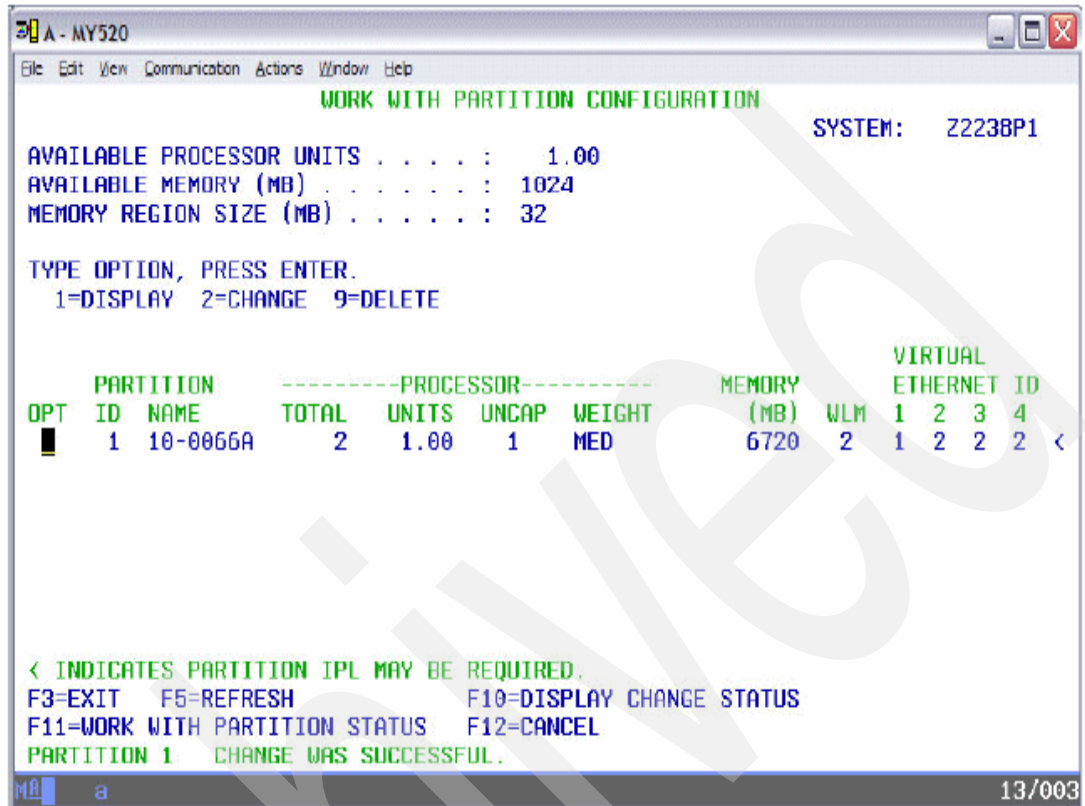 A - MY520
File Edit View Communication Actions Window Help
WORK WITH PARTITION CONFIGURATION
SYSTEM: Z2238P1
AVAILABLE PROCESSOR UNITS . . . . : 1.00
AVAILABLE MEMORY (MB) . . . . . . : 1024
MEMORY REGION SIZE (MB) . . . . . : 32
TYPE OPTION, PRESS ENTER.
1=DISPLAY 2=CHANGE 9=DELETE
VIRTUAL
PARTITION ---------PROCESSOR---------- MEMORY ETHERNET ID
OPT ID NAME TOTAL UNITS UNCAP WEIGHT (MB) WLM 1 2 3 4
1 10-0066A 2 1.00 1 MED 6720 2 1 2 2 2 <
< INDICATES PARTITION IPL MAY BE REQUIRED.
F3=EXIT F5=REFRESH F10=DISPLAY CHANGE STATUS
F11=WORK WITH PARTITION STATUS F12=CANCEL
PARTITION 1 CHANGE WAS SUCCESSFUL.
MA a 13/003